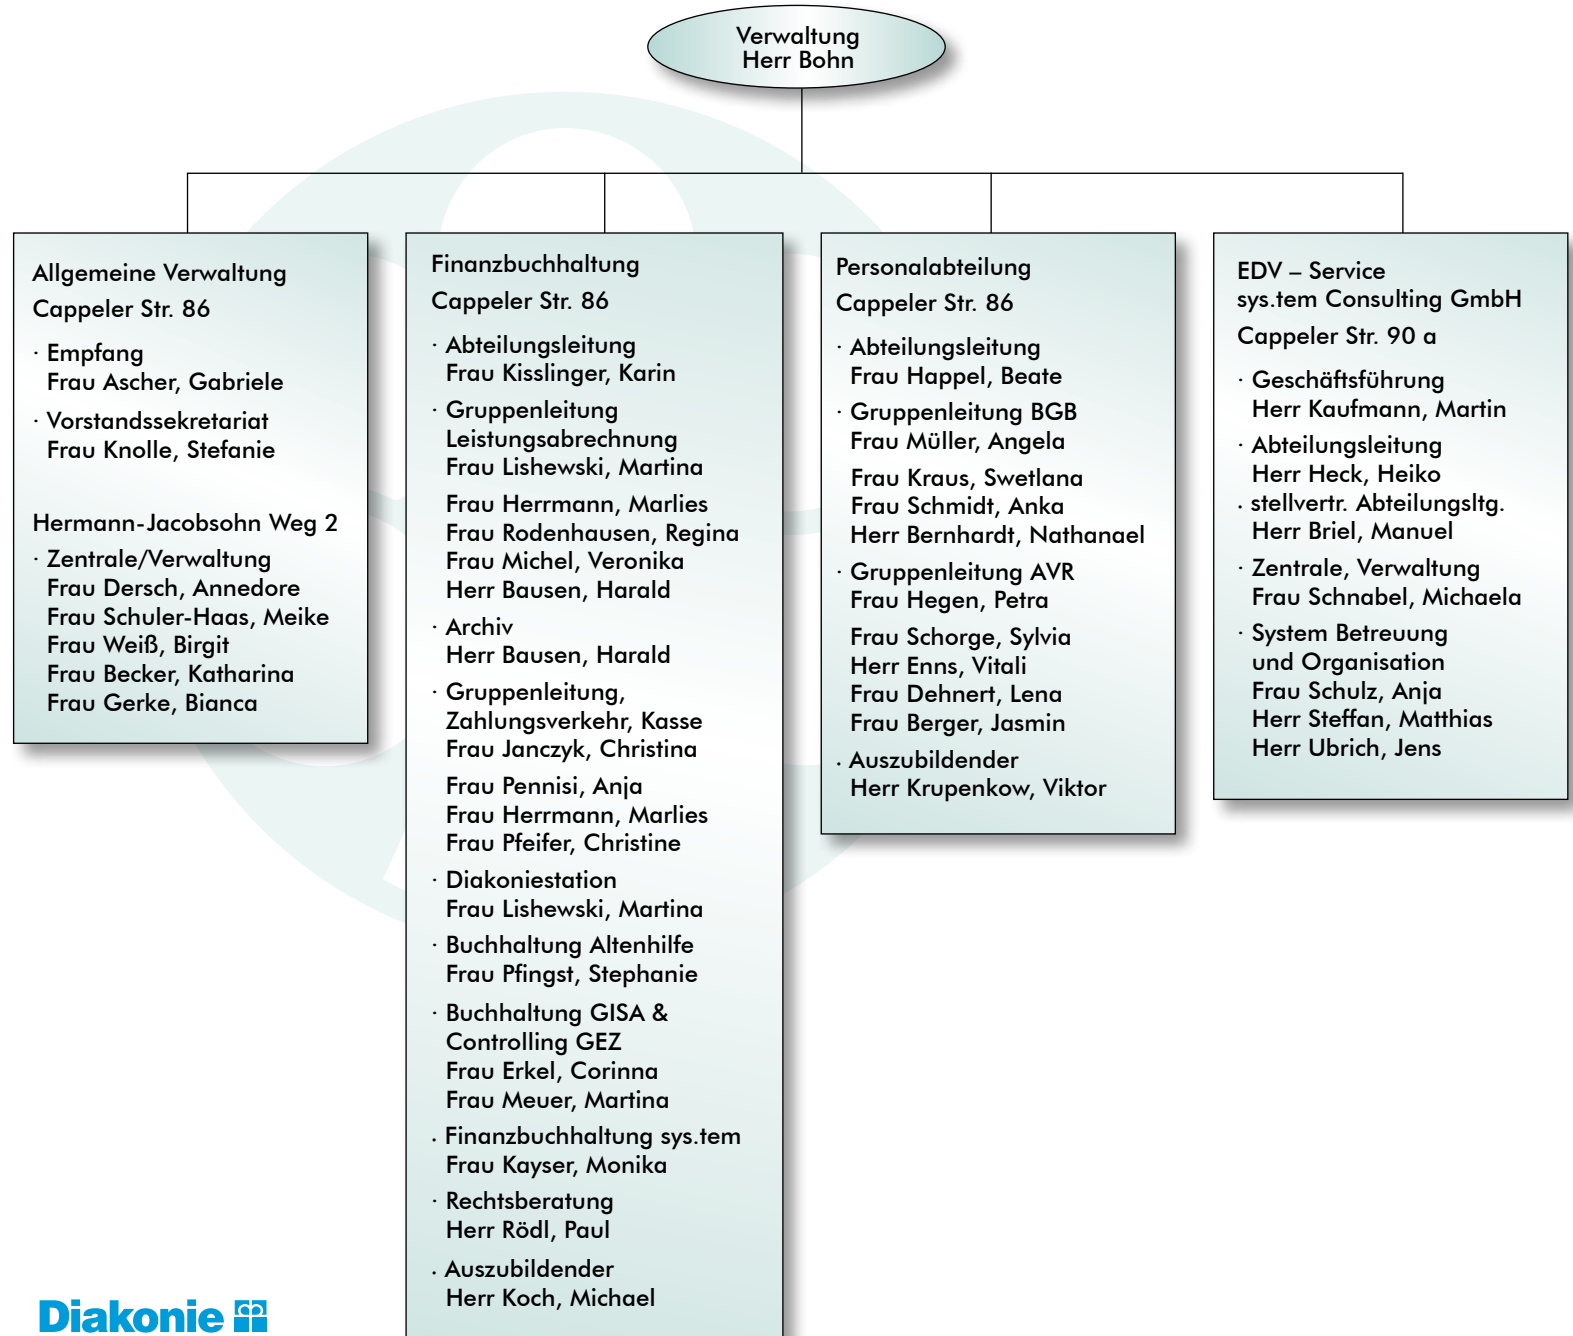 Verwaltung
Herr Bohn
Allgemeine Verwaltung
Cappeler Str. 86
· Empfang
Frau Ascher, Gabriele
· Vorstandssekretariat
Frau Knolle, Stefanie
Hermann-Jacobsohn Weg 2
· Zentrale/Verwaltung
Frau Dersch, Annedore
Frau Schuler-Haas, Meike
Frau Weiß, Birgit
Frau Becker, Katharina
Frau Gerke, Bianca
Finanzbuchhaltung
Cappeler Str. 86
· Abteilungsleitung
Frau Kisslinger, Karin
· Gruppenleitung
Leistungsabrechnung
Frau Lishewski, Martina
Frau Herrmann, Marlies
Frau Rodenhausen, Regina
Frau Michel, Veronika
Herr Bausen, Harald
· Archiv
Herr Bausen, Harald
· Gruppenleitung,
Zahlungsverkehr, Kasse
Frau Janczyk, Christina
Frau Pennisi, Anja
Frau Herrmann, Marlies
Frau Pfeifer, Christine
· Diakoniestation
Frau Lishewski, Martina
· Buchhaltung Altenhilfe
Frau Pfingst, Stephanie
· Buchhaltung GISA &
Controlling GEZ
Frau Erkel, Corinna
Frau Meuer, Martina
· Finanzbuchhaltung sys.tem
Frau Kayser, Monika
· Rechtsberatung
Herr Rödl, Paul
· Auszubildender
Herr Koch, Michael
Personalabteilung
Cappeler Str. 86
· Abteilungsleitung
Frau Happel, Beate
· Gruppenleitung BGB
Frau Müller, Angela
Frau Kraus, Swetlana
Frau Schmidt, Anka
Herr Bernhardt, Nathanael
· Gruppenleitung AVR
Frau Hegen, Petra
Frau Schorge, Sylvia
Herr Enns, Vitali
Frau Dehnert, Lena
Frau Berger, Jasmin
· Auszubildender
Herr Krupenkow, Viktor
EDV – Service
sys.tem Consulting GmbH
Cappeler Str. 90 a
· Geschäftsführung
Herr Kaufmann, Martin
· Abteilungsleitung
Herr Heck, Heiko
· stellvertr. Abteilungsltg.
Herr Briel, Manuel
· Zentrale, Verwaltung
Frau Schnabel, Michaela
· System Betreuung
und Organisation
Frau Schulz, Anja
Herr Steffan, Matthias
Herr Ubrich, Jens
Diakonie